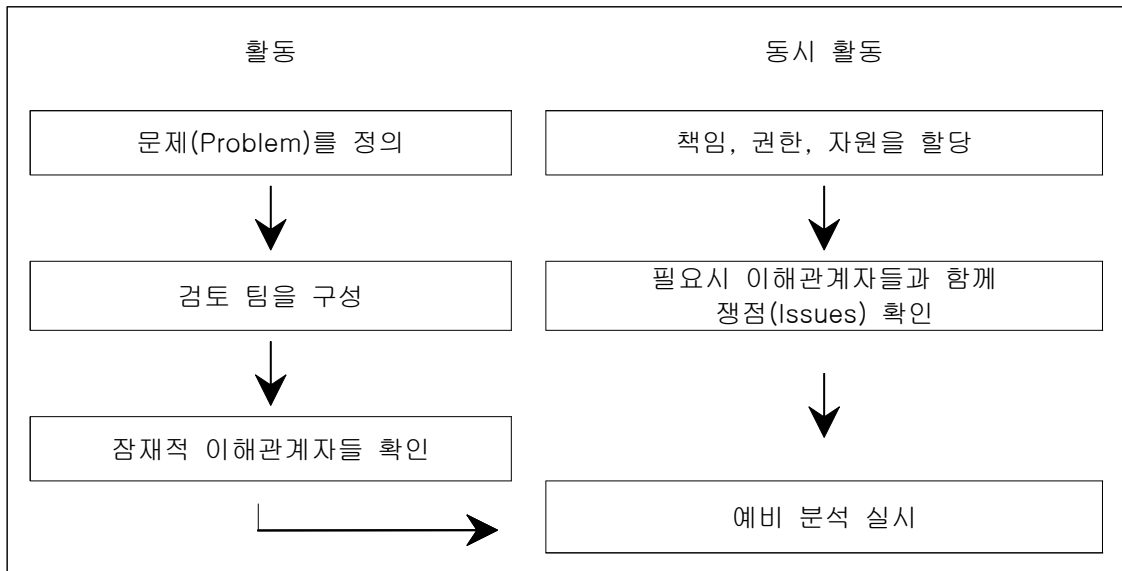 활동
문제(Problem)를 정의
검토 팀을 구성
잠재적 이해관계자들 확인
동시 활동
책임, 권한, 자원을 할당
필요시 이해관계자들과 함께
쟁점(Issues) 확인
예비 분석 실시